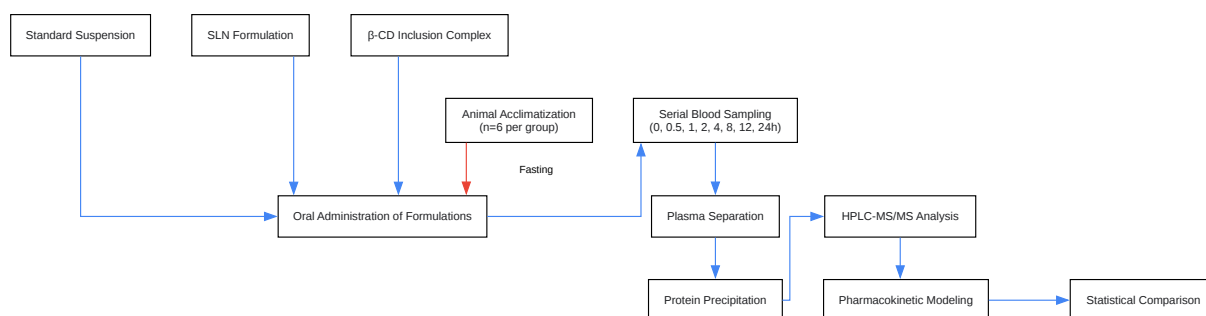 Standard Suspension
SLN Formulation
β-CD Inclusion Complex
Animal Acclimatization
(n=6 per group)
Serial Blood Sampling
(0, 0.5, 1, 2, 4, 8, 12, 24h)
Fasting
Oral Administration of Formulations
Plasma Separation
HPLC-MS/MS Analysis
Protein Precipitation
Pharmacokinetic Modeling
Statistical Comparison